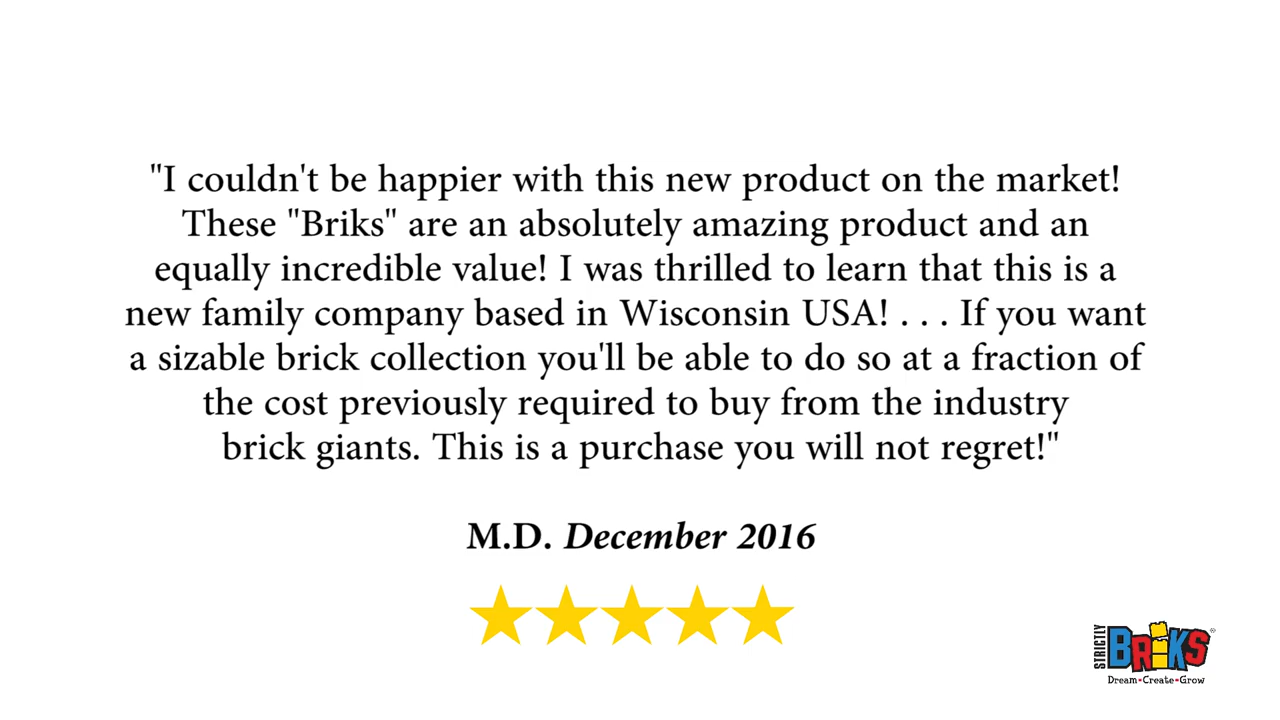 "I couldn't be happier with this new product on the market!
These "Briks" are an absolutely amazing product and an
equally incredible value! I was thrilled to learn that this is a
new family company based in Wisconsin USA! . . . If you want
a sizable brick collection you'll be able to do so at a fraction of
the cost previously required to buy from the industry
brick giants. This is a purchase you will not regret!"
M.D. December 2016
STRICTLY
BRIKS®
Dream•Create•Grow